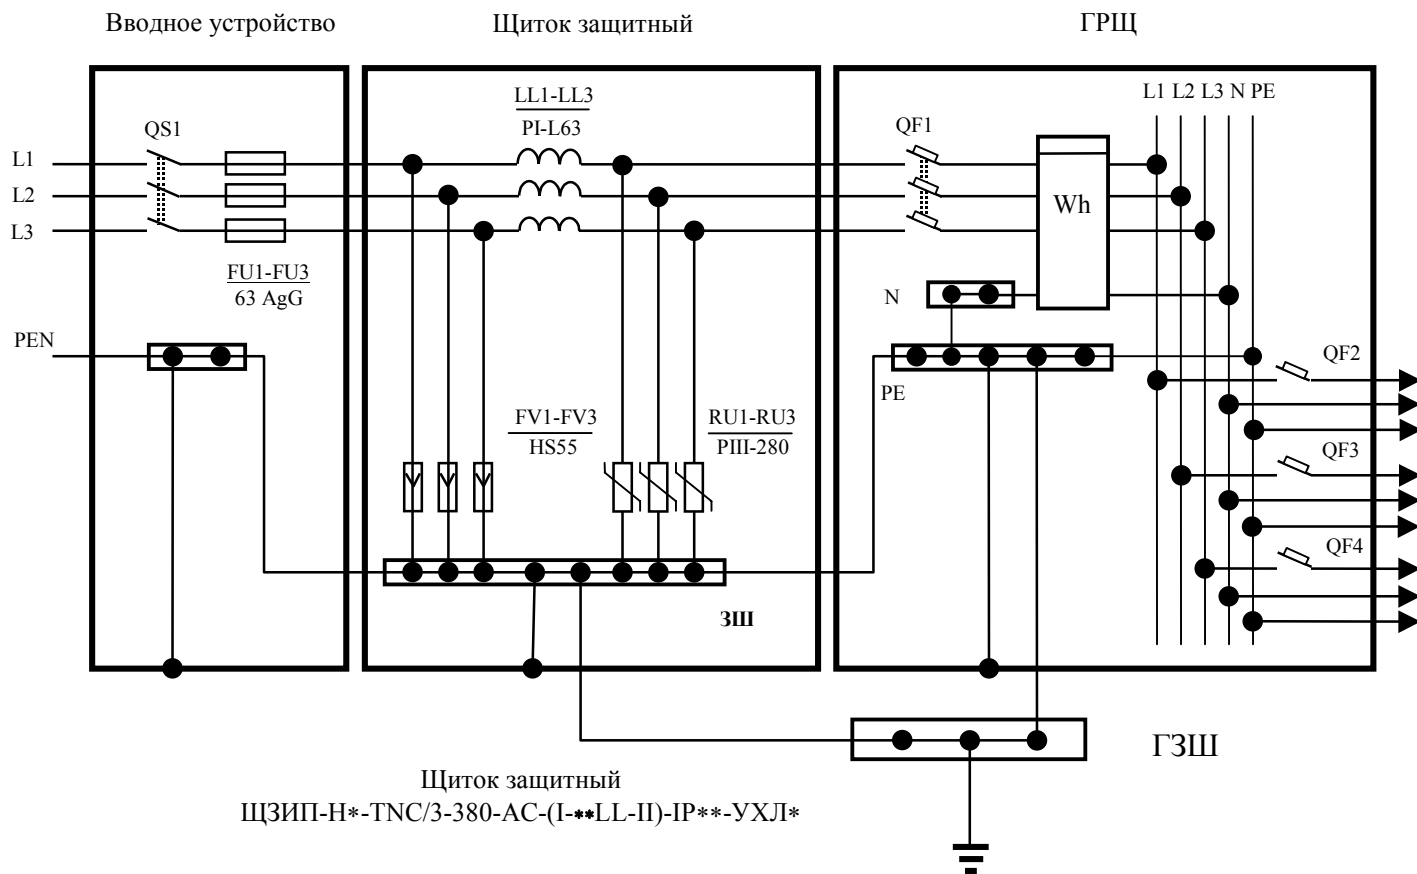 Вводное устройство
Щиток защитный
ГРЩ
L1 L2 L3 N PE
LL1-LL3
PI-L63
QS1
QF1
L1
L2
L3
Wh
FU1-FU3
63 AgG
N
PEN
PE
QF2
FV1-FV3
HS55
RU1-RU3
PIII-280
QF3
QF4
ЗШ
ГЗШ
Щиток защитный
ЩЗИП-Н*-TNC/3-380-AC-(I-**LL-II)-IP**-УХЛ*